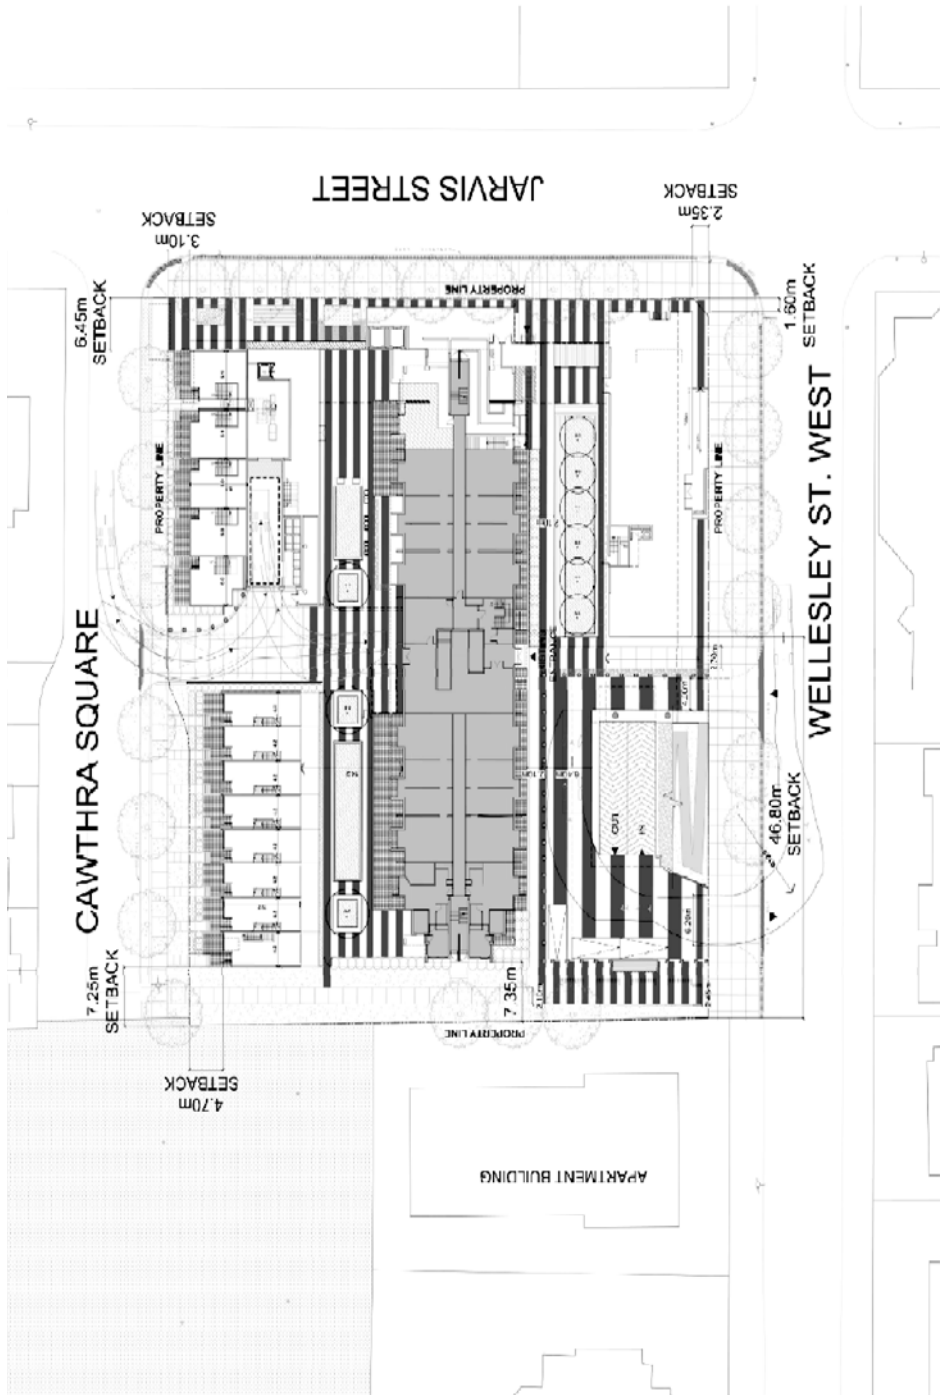 JARVIS STREET
3.10m
SETBACK
2.35m
SETBACK
6.45m
SETBACK
1.60m
SETBACK
PROPERTY LINE
PROPERTY LINE
PROPERTY LINE
CAWTHRA SQUARE
WELLESLEY ST. WEST
ENTRANCE
OUT
IN
46.80m
SETBACK
6.20m
7.25m
SETBACK
7.35m
PROPERTY LINE
4.70m
SETBACK
APARTMENT BUILDING